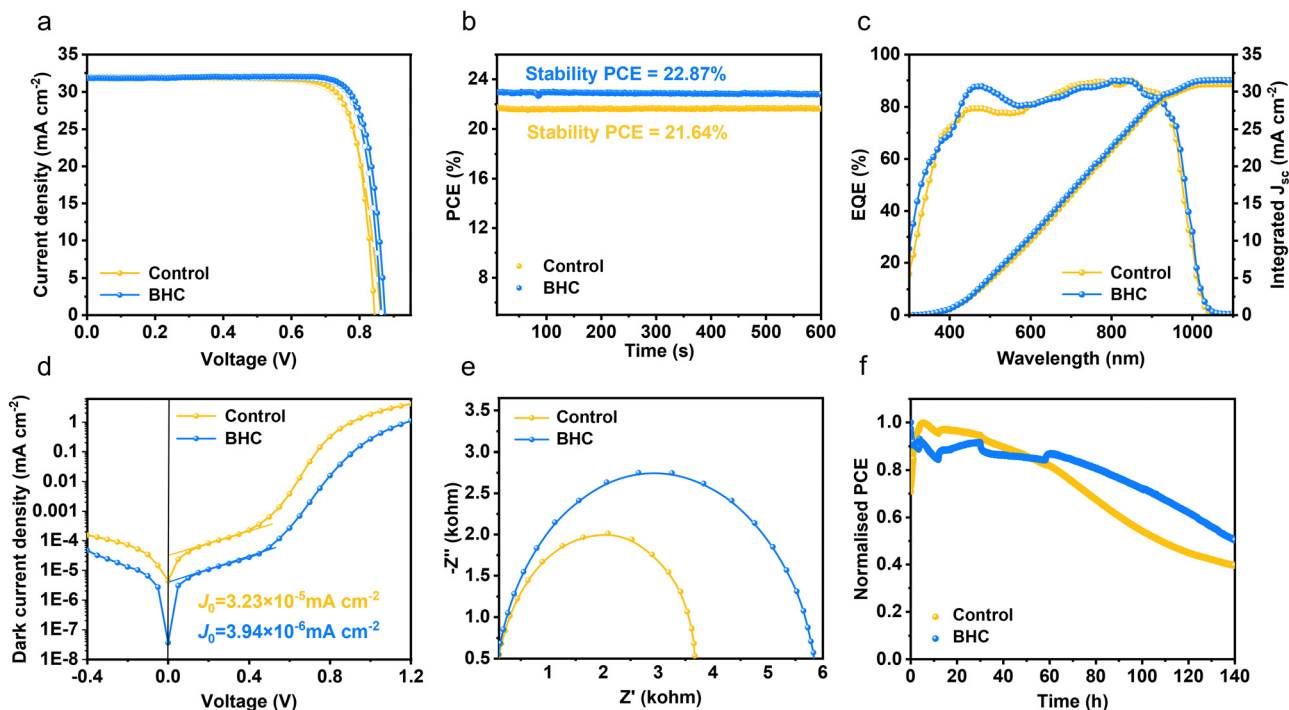 a
35
30
25
20
15
10
5
0
0.0 0.2 0.4 0.6 0.8
Current density (mA cm-2)
Voltage (V)
Control
BHC
b
24
22
20
18
16
14
12
10
8
100 200 300 400 500 600
PCE (%)
Time (s)
Stability PCE = 22.87%
Stability PCE = 21.64%
Control
BHC
c
100
90
80
70
60
50
40
30
20
10
0
400 600 800 1000
35
30
25
20
15
10
5
0
EQE (%)
Integrated Jsc (mA cm-2)
Wavelength (nm)
Control
BHC
d
1
0.1
0.01
0.001
1E-4
1E-5
1E-6
1E-7
1E-8
-0.4 0.0 0.4 0.8 1.2
Dark current density (mA cm-2)
Voltage (V)
Control
BHC
J0=3.23×10-5mA cm-2
J0=3.94×10-6mA cm-2
e
3.5
3.0
2.5
2.0
1.5
1.0
0.5
1 2 3 4 5 6
-Z'' (kohm)
Z' (kohm)
Control
BHC
f
1.0
0.8
0.6
0.4
0.2
0.0
0 20 40 60 80 100 120 140
Normalised PCE
Time (h)
Control
BHC